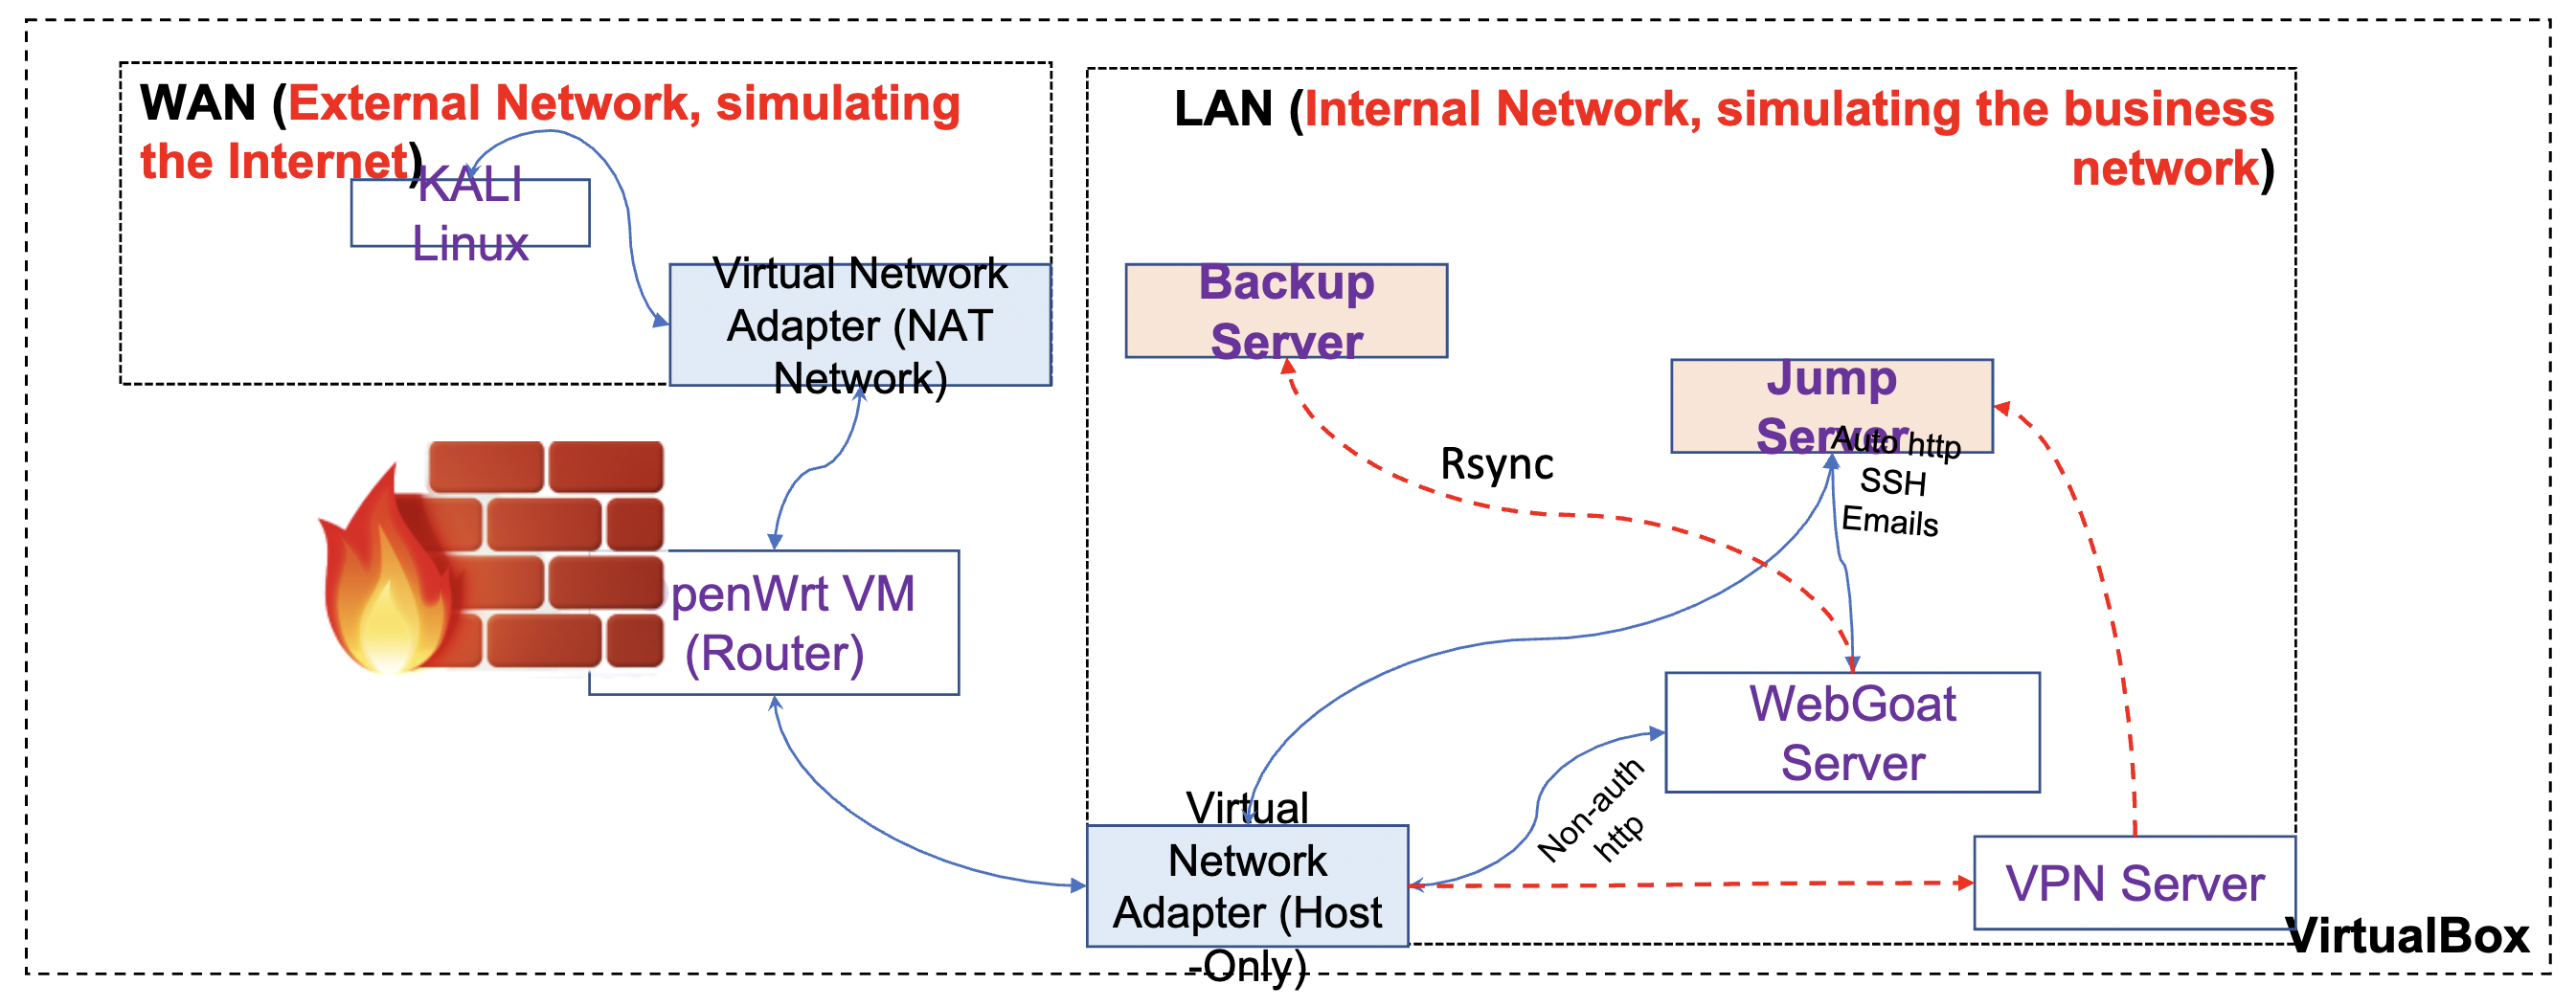 WAN (External Network, simulating
the Internet)
KALI
Linux
Virtual Network
Adapter (NAT
Network)
penWrt VM
(Router)
LAN (Internal Network, simulating the business
network)
Backup
Server
Jump
Server
Auto http
SSH
Emails
Rsync
WebGoat
Server
Non-auth
http
Virtual
Network
Adapter (Host
-Only)
VPN Server
VirtualBox